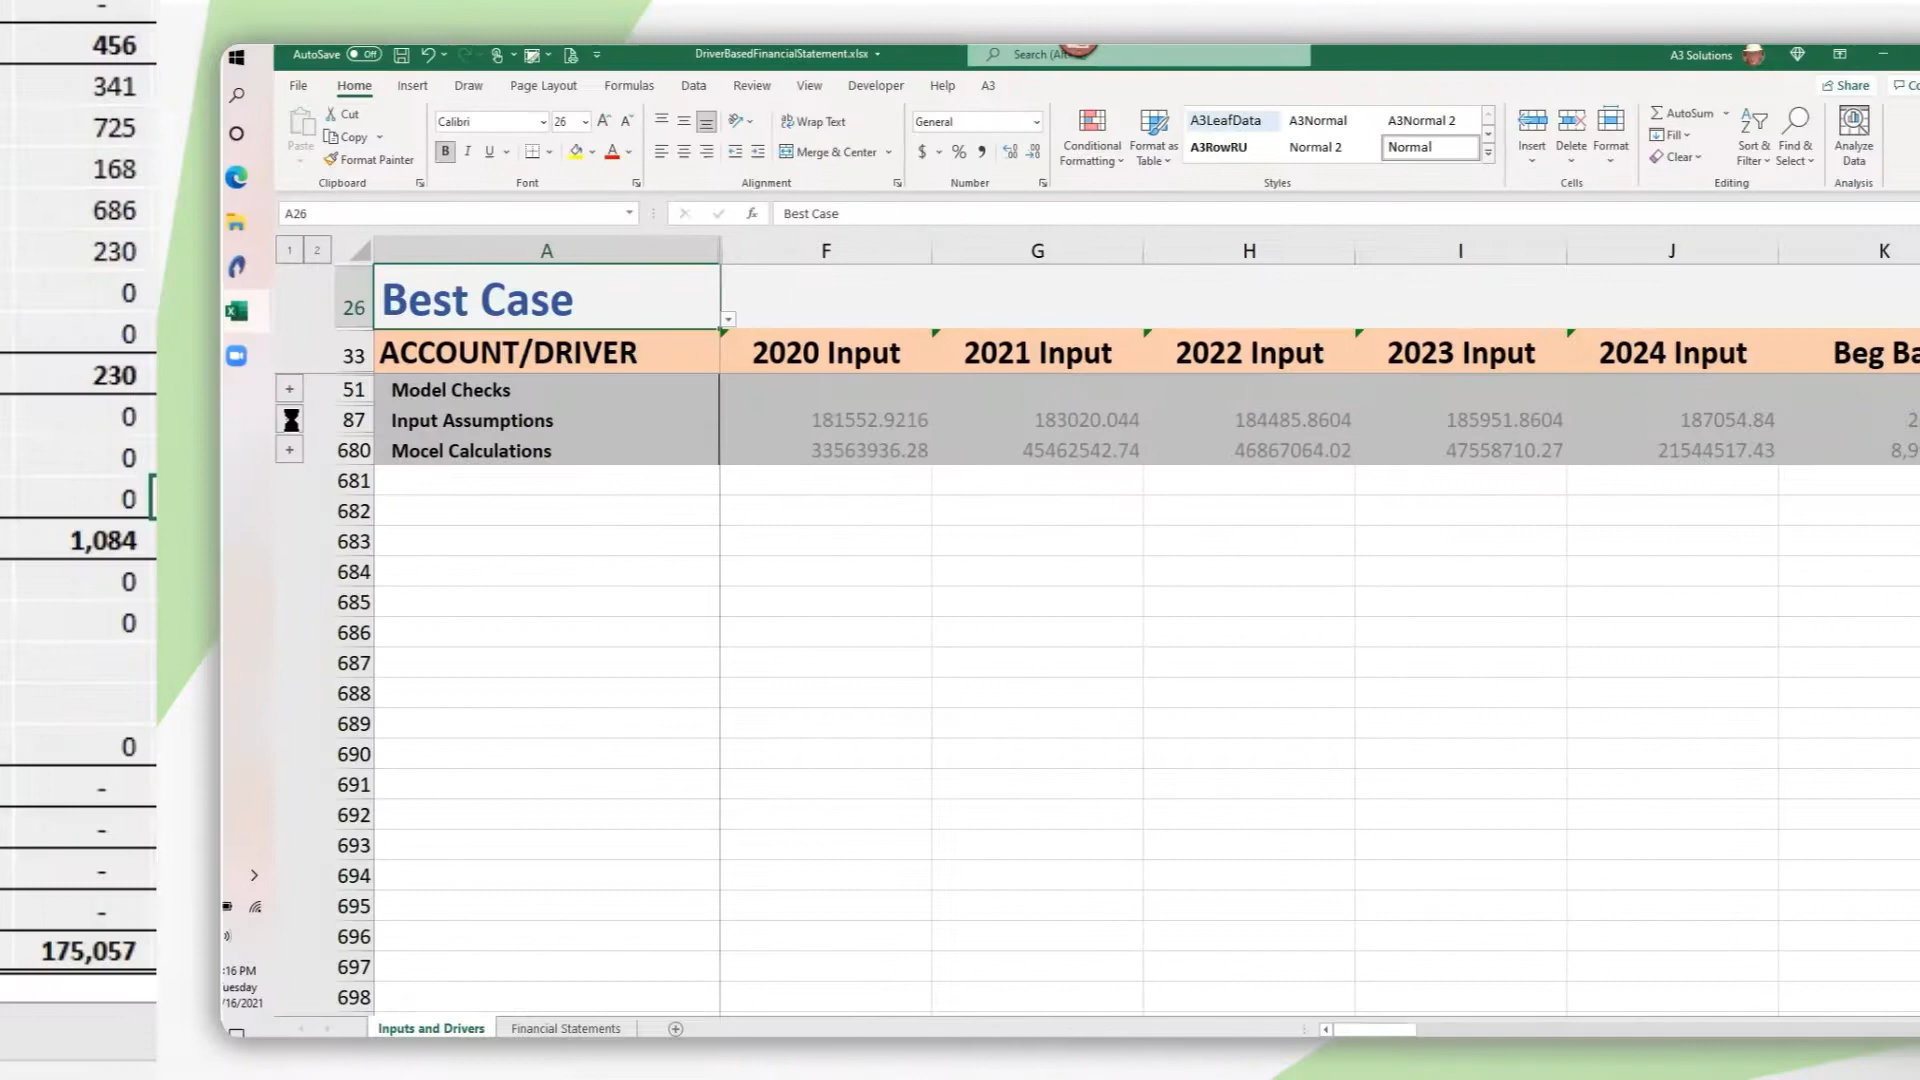 -
456
341
725
168
686
230
0
0
230
0
0
0
1,084
0
0
0
-
-
-
-
175,057
AutoSave Off DriverBasedFinancialStatement.xlsx Search (Al A3 Solutions
File Home Insert Draw Page Layout Formulas Data Review View Developer Help A3 Share Co
Paste Cut Copy Format Painter Clipboard
Calibri 26 B I U Font
Wrap Text Merge & Center Alignment
General $ % Number
Conditional Formatting Format as Table
A3LeafData A3Normal A3Normal 2
A3RowRU Normal 2 Normal
Styles
Insert Delete Format Cells
AutoSum Fill Clear Sort & Filter Find & Select Editing
Analyze Data Analysis
A26 fx Best Case
1 2 A F G H I J K
26 Best Case
33 ACCOUNT/DRIVER 2020 Input 2021 Input 2022 Input 2023 Input 2024 Input Beg Ba
51 Model Checks
87 Input Assumptions 181552.9216 183020.044 184485.8604 185951.8604 187054.84 2
680 Mocel Calculations 33563936.28 45462542.74 46867064.02 47558710.27 21544517.43 8,9
681
682
683
684
685
686
687
688
689
690
691
692
693
694
695
696
697
698
:16 PM
uesday
/16/2021
Inputs and Drivers Financial Statements